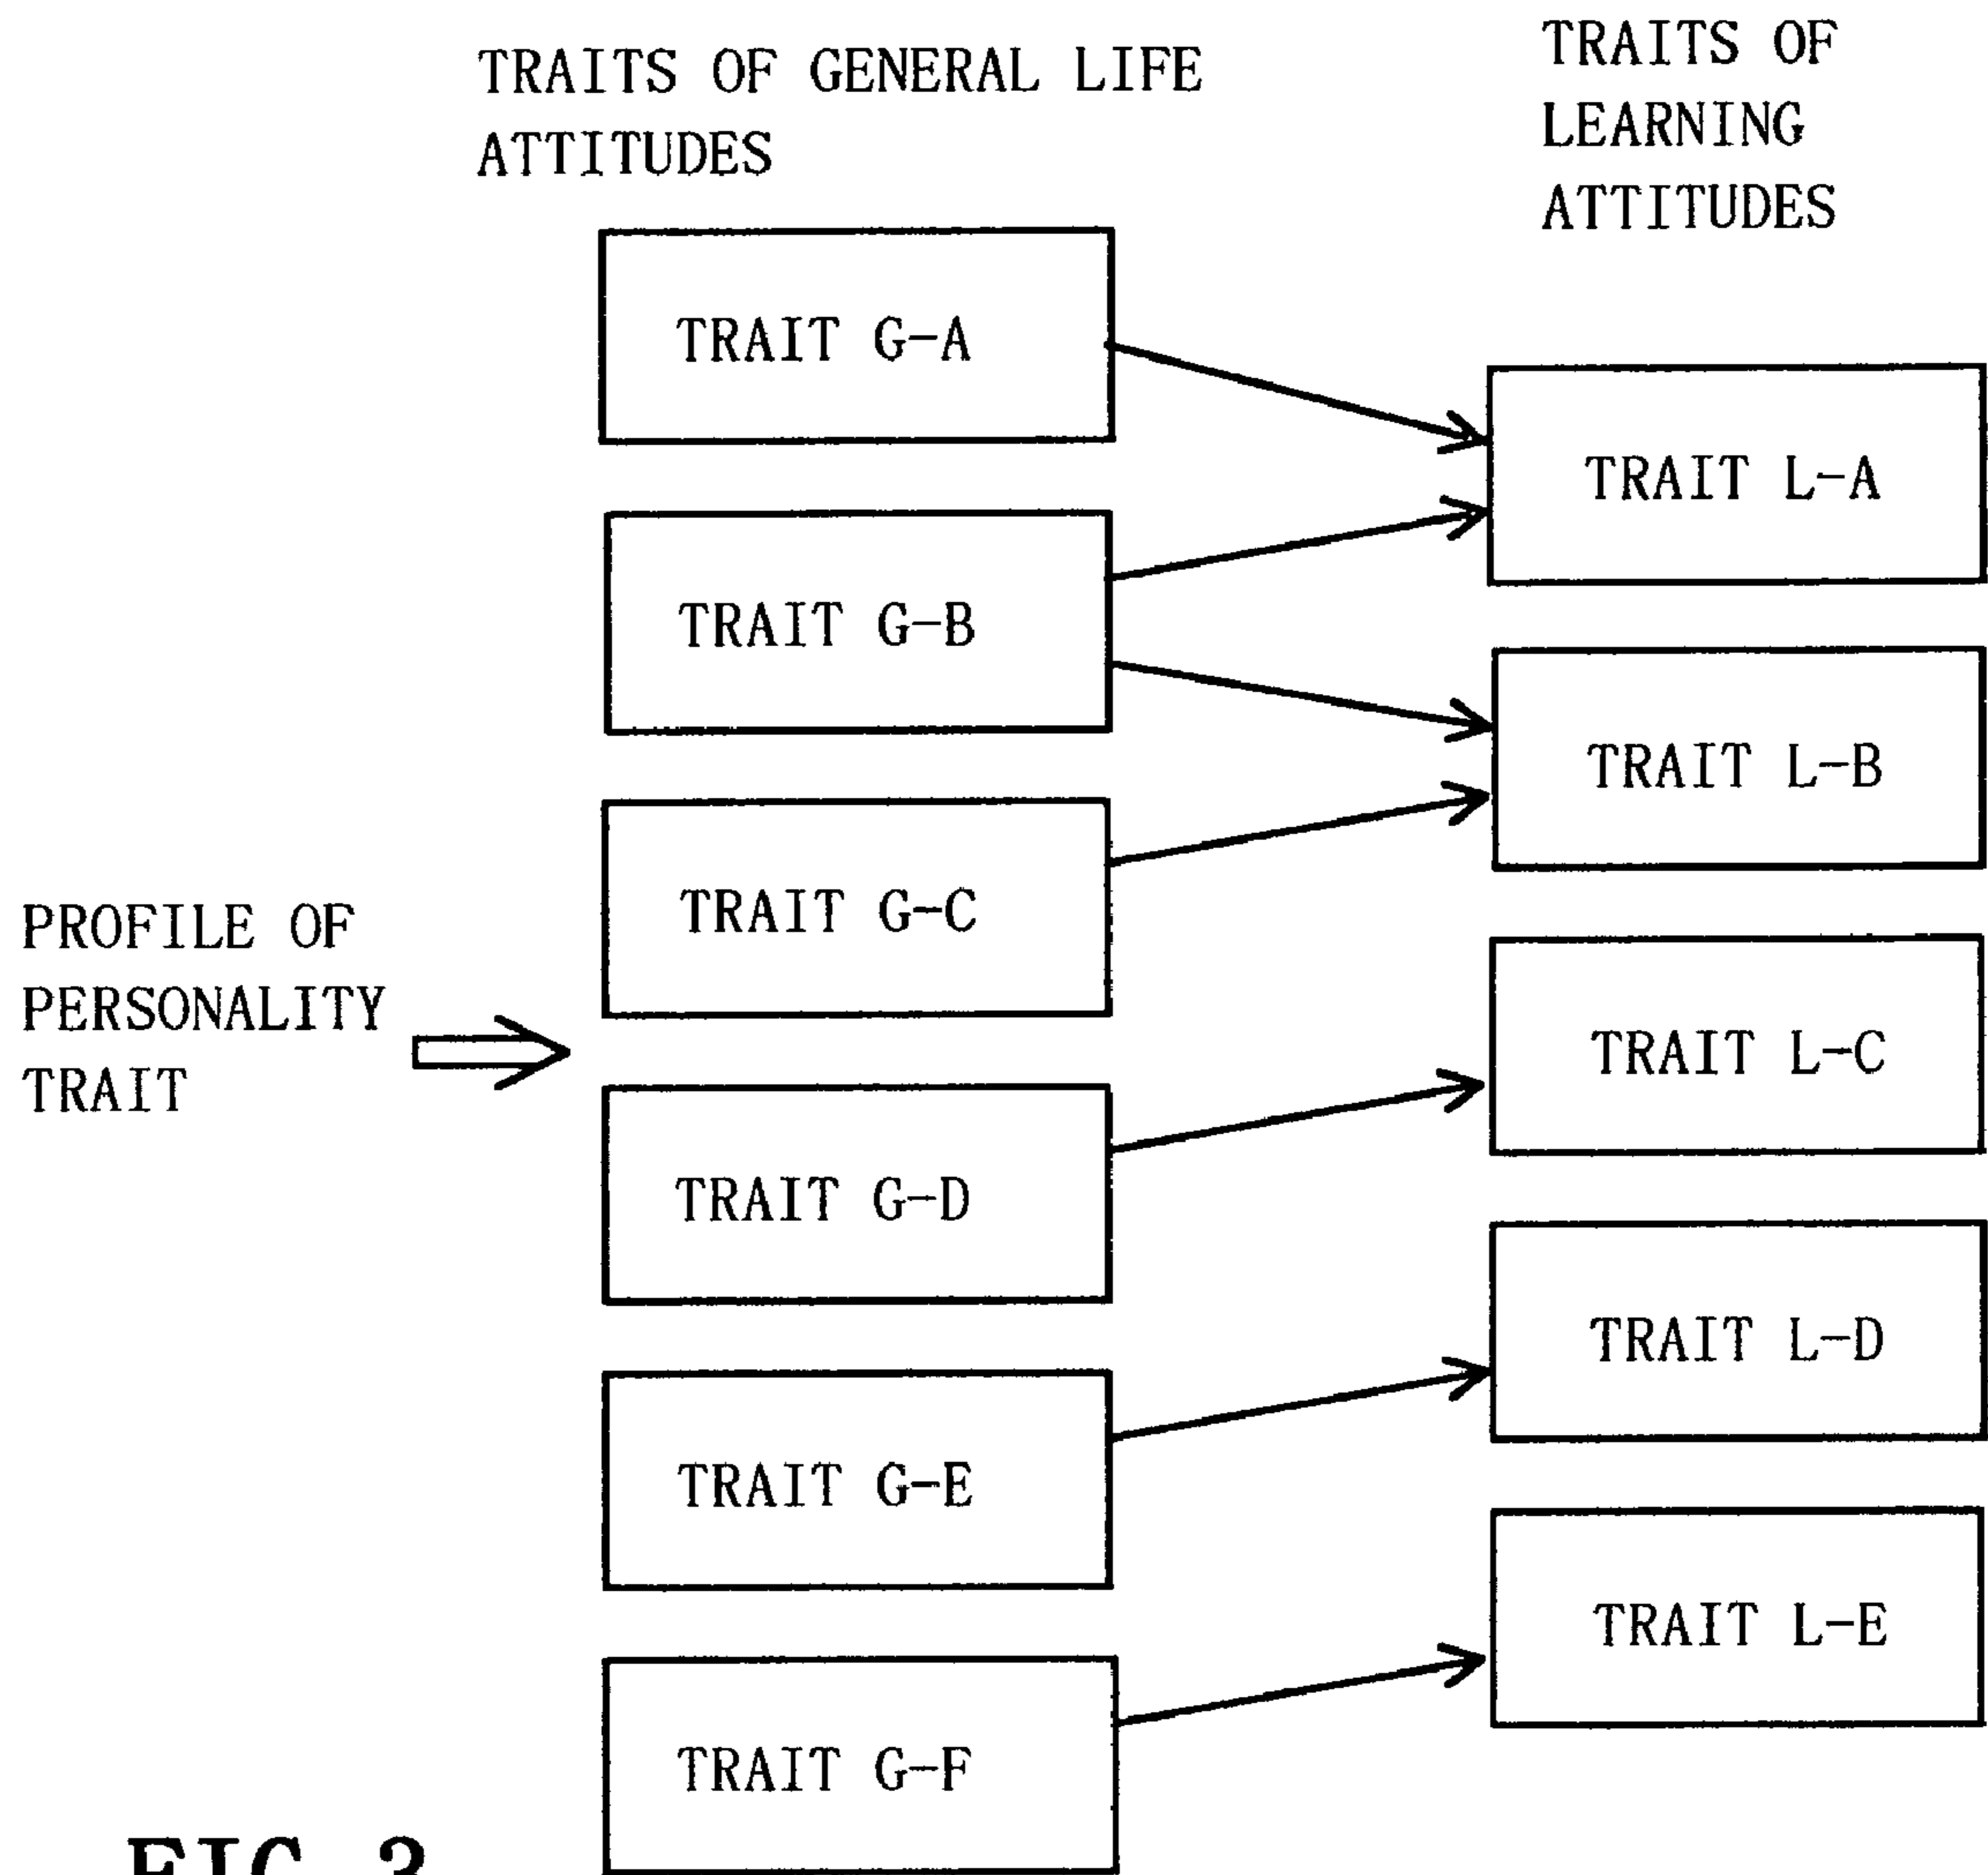 TRAITS OF GENERAL LIFE
ATTITUDES
TRAITS OF
LEARNING
ATTITUDES
TRAIT G-A
TRAIT L-A
TRAIT G-B
TRAIT L-B
TRAIT G-C
PROFILE OF
PERSONALITY
TRAIT
TRAIT L-C
TRAIT G-D
TRAIT L-D
TRAIT G-E
TRAIT L-E
TRAIT G-F